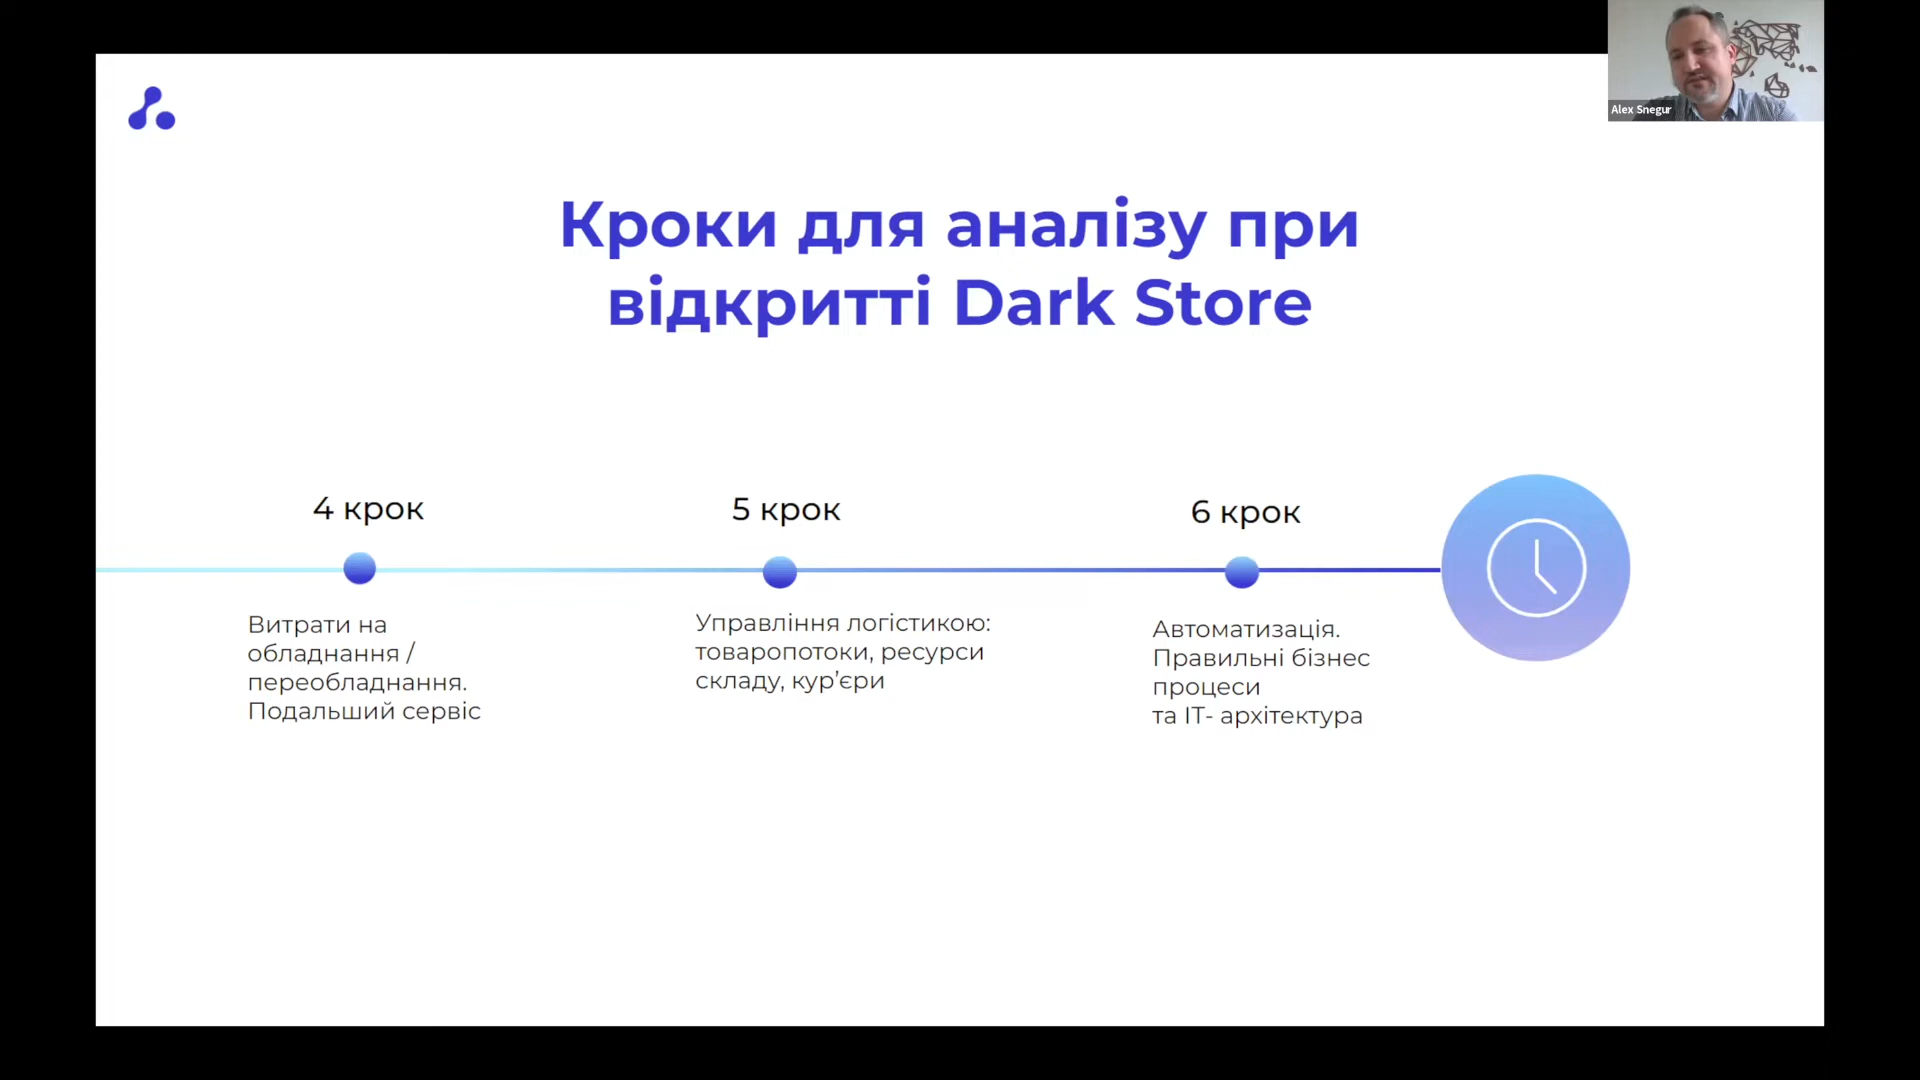 Alex Snegur
Кроки для аналізу при
відкритті Dark Store
4 крок
Витрати на
обладнання /
переобладнання.
Подальший сервіс
5 крок
Управління логістикою:
товаропотоки, ресурси
складу, кур’єри
6 крок
Автоматизація.
Правильні бізнес
процеси
та ІТ- архітектура